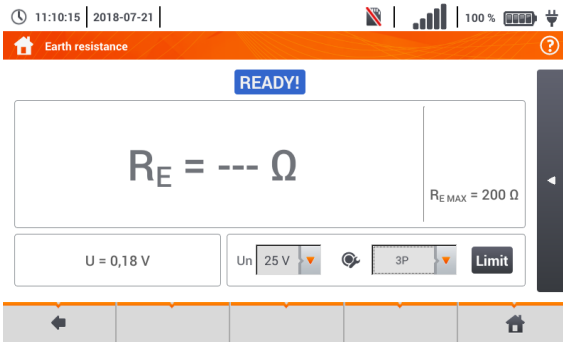 11:10:15 2018-07-21 100 %
Earth resistance ?
READY!
RE = --- Ω
RE MAX = 200 Ω
U = 0,18 V
Un 25 V 3P Limit